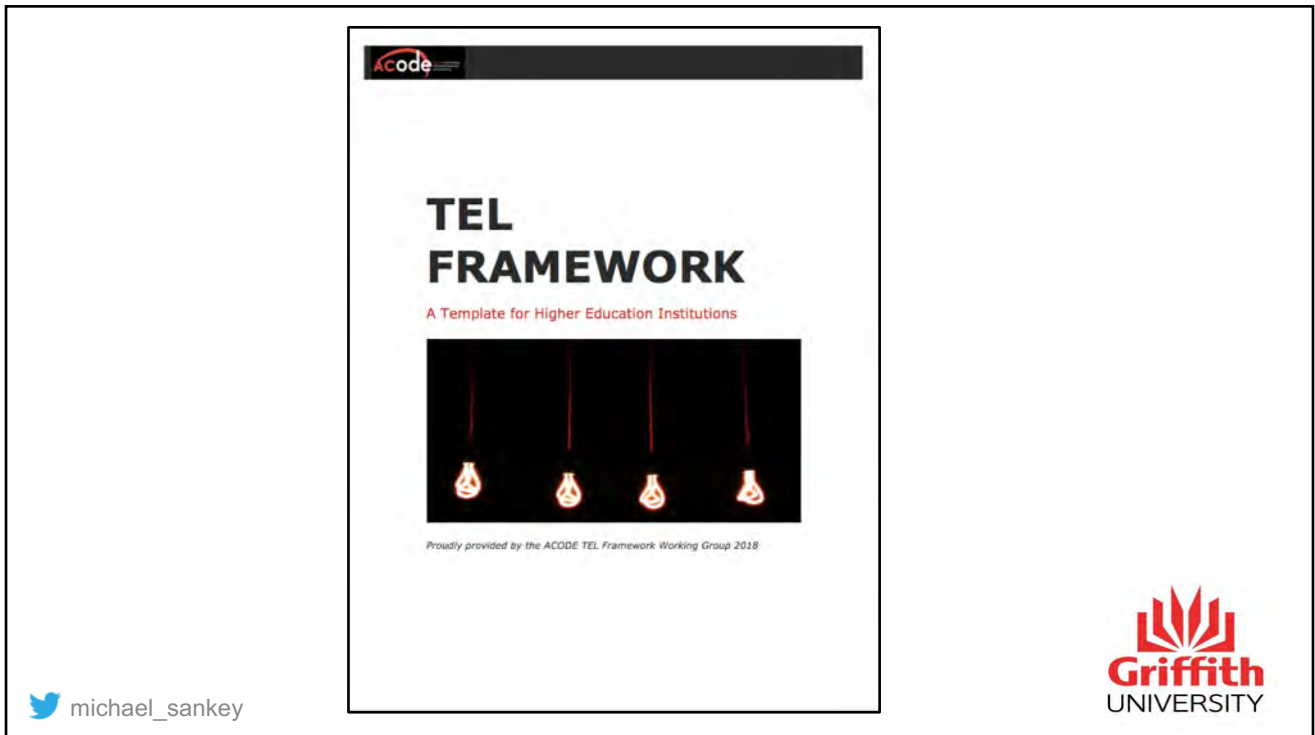 Acode
TEL
FRAMEWORK
A Template for Higher Education Institutions
Proudly provided by the ACODE TEL Framework Working Group 2018
michael_sankey
Griffith
UNIVERSITY